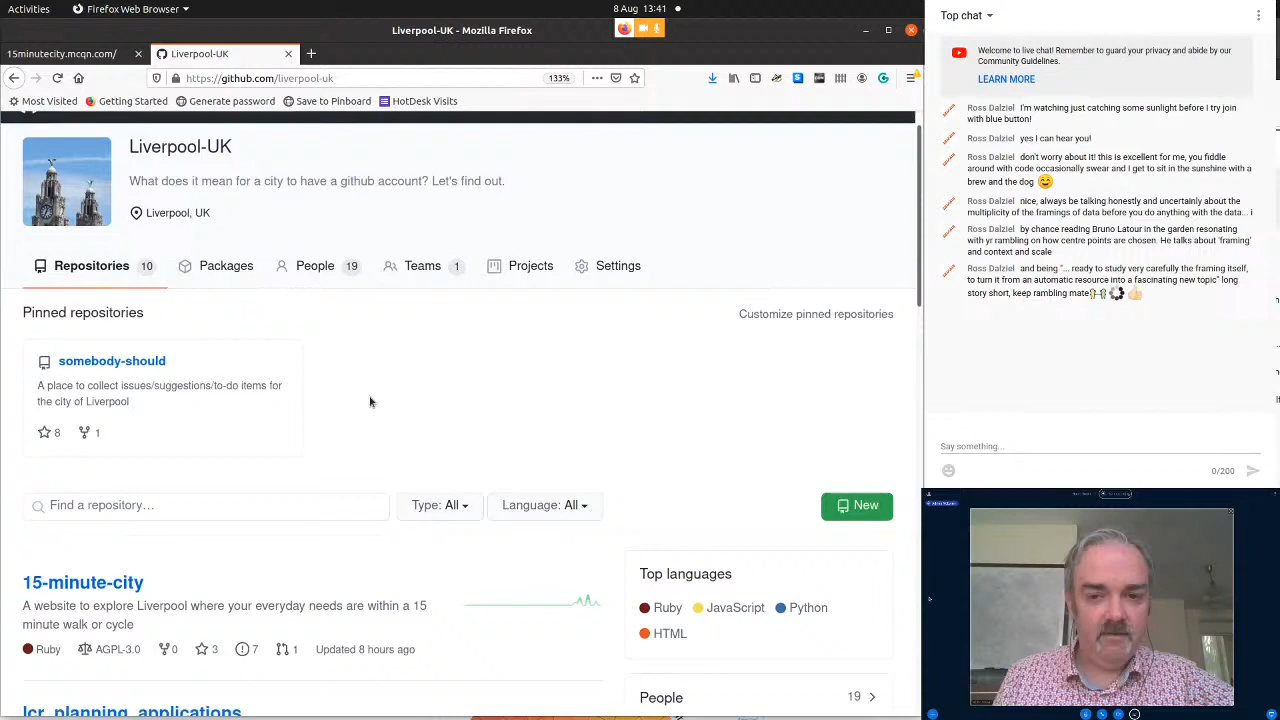 Activities
Firefox Web Browser
8 Aug 13:41
Liverpool-UK - Mozilla Firefox
15minutecity.mcqn.com/
Liverpool-UK
https://github.com/liverpool-uk
133%
Most Visited
Getting Started
Generate password
Save to Pinboard
HotDesk Visits
Liverpool-UK
What does it mean for a city to have a github account? Let's find out.
Liverpool, UK
Repositories 10
Packages
People 19
Teams 1
Projects
Settings
Pinned repositories
Customize pinned repositories
somebody-should
A place to collect issues/suggestions/to-do items for
the city of Liverpool
8
1
Find a repository…
Type: All
Language: All
New
15-minute-city
A website to explore Liverpool where your everyday needs are within a 15
minute walk or cycle
Ruby
AGPL-3.0
0
3
7
1
Updated 8 hours ago
lcr_planning_applications
Top languages
Ruby
JavaScript
Python
HTML
People
19
Top chat
Welcome to live chat! Remember to guard your privacy and abide by our
Community Guidelines.
LEARN MORE
Ross Dalziel I'm watching just catching some sunlight before I try join
with blue button!
Ross Dalziel yes I can hear you!
Ross Dalziel don't worry about it! this is excellent for me, you fiddle
around with code occasionally swear and I get to sit in the sunshine with a
brew and the dog
Ross Dalziel nice, always be talking honestly and uncertainly about the
multiplicity of the framings of data before you do anything with the data... i
Ross Dalziel by chance reading Bruno Latour in the garden resonating
with yr rambling on how centre points are chosen. He talks about 'framing'
and context and scale
Ross Dalziel and being "... ready to study very carefully the framing itself,
to turn it from an automatic resource into a fascinating new topic" long
story short, keep rambling mate
Say something...
0/200